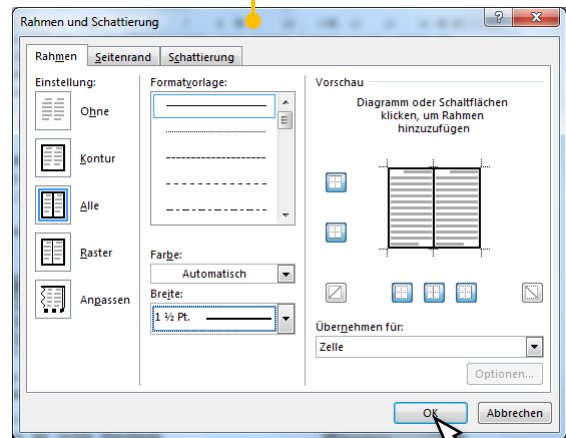 Rahmen und Schattierung
Rahmen Seitenrand Schattierung
Einstellung:
Ohne
Kontur
Alle
Raster
Anpassen
Formatvorlage:
Farbe:
Automatisch
Breite:
1 ½ Pt.
Vorschau
Diagramm oder Schaltflächen
klicken, um Rahmen
hinzuzufügen
Übernehmen für:
Zelle
Optionen...
OK Abbrechen